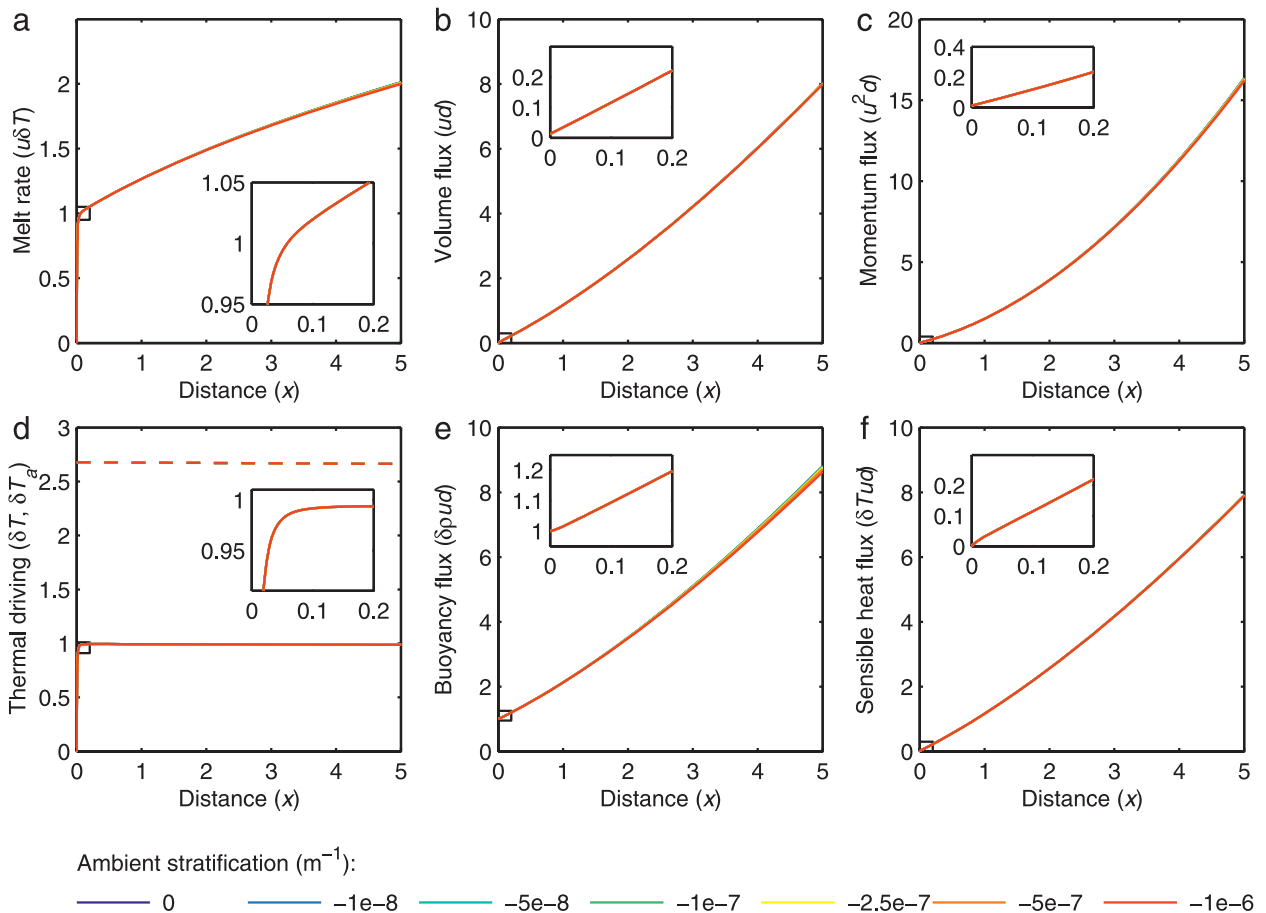 a
Melt rate (uδT)
2
1.5
1
0.5
0
1.05
1
0.95
0 0.1 0.2
0 1 2 3 4 5
Distance (x)
b
Volume flux (ud)
10
8
6
4
2
0
0.2
0.1
0
0 0.1 0.2
0 1 2 3 4 5
Distance (x)
c
Momentum flux (u²d)
20
15
10
5
0
0.4
0.2
0
0 0.1 0.2
0 1 2 3 4 5
Distance (x)
d
Thermal driving (δT, δTₐ)
3
2.5
2
1.5
1
0.5
0
1
0.95
0 0.1 0.2
0 1 2 3 4 5
Distance (x)
e
Buoyancy flux (δρud)
10
8
6
4
2
0
1.2
1.1
1
0 0.1 0.2
0 1 2 3 4 5
Distance (x)
f
Sensible heat flux (δTud)
10
8
6
4
2
0
0.2
0.1
0
0 0.1 0.2
0 1 2 3 4 5
Distance (x)
Ambient stratification (m⁻¹):
0 −1e−8 −5e−8 −1e−7 −2.5e−7 −5e−7 −1e−6